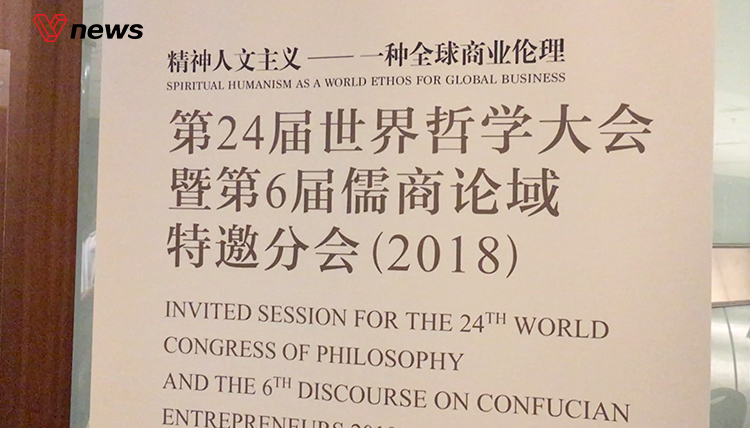 news
精神人文主义——一种全球商业伦理
SPIRITUAL HUMANISM AS A WORLD ETHOS FOR GLOBAL BUSINESS
第24届世界哲学大会
暨第6届儒商论域
特邀分会(2018)
INVITED SESSION FOR THE 24TH WORLD
CONGRESS OF PHILOSOPHY
AND THE 6TH DISCOURSE ON CONFUCIAN
ENTREPRENEURS 2018